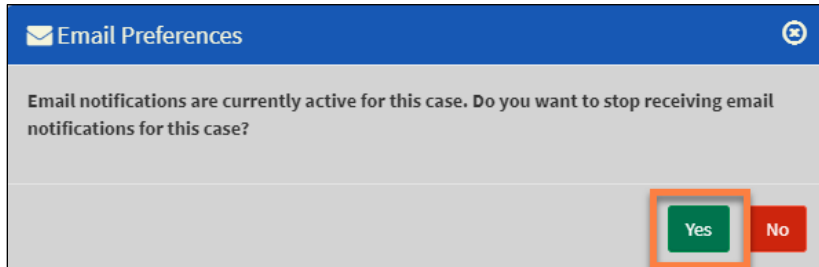 Email Preferences
Email notifications are currently active for this case. Do you want to stop receiving email
notifications for this case?
Yes
No